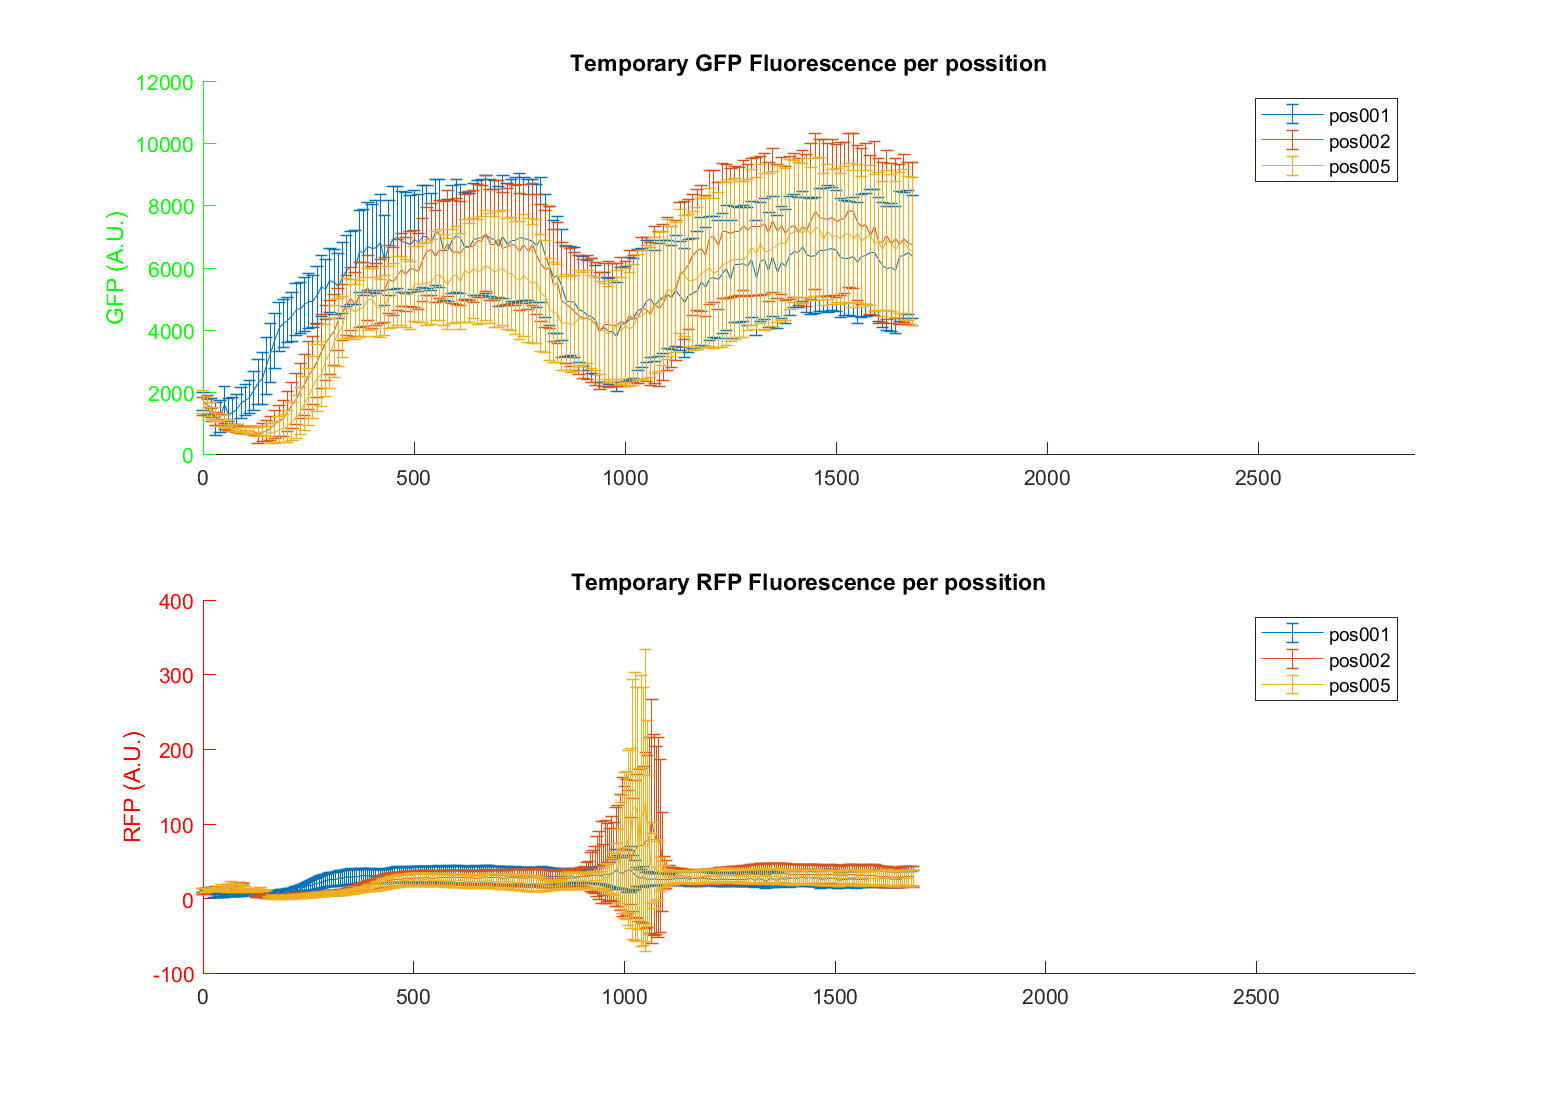 Temporary GFP Fluorescence per possition
12000
10000
8000
6000
4000
2000
0
GFP (A.U.)
pos001
pos002
pos005
0 500 1000 1500 2000 2500
Temporary RFP Fluorescence per possition
400
300
200
100
0
-100
RFP (A.U.)
pos001
pos002
pos005
0 500 1000 1500 2000 2500